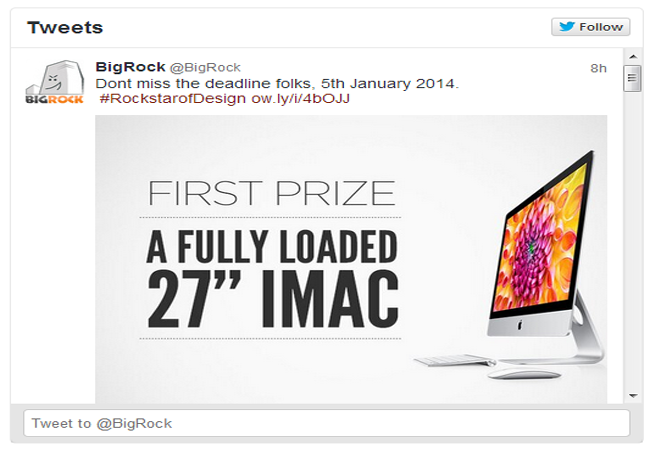 Tweets
Follow
BigRock @BigRock
8h
Dont miss the deadline folks, 5th January 2014.
#RockstarofDesign ow.ly/i/4bOJJ
BIGROCK
FIRST PRIZE
A FULLY LOADED
27” IMAC
Tweet to @BigRock